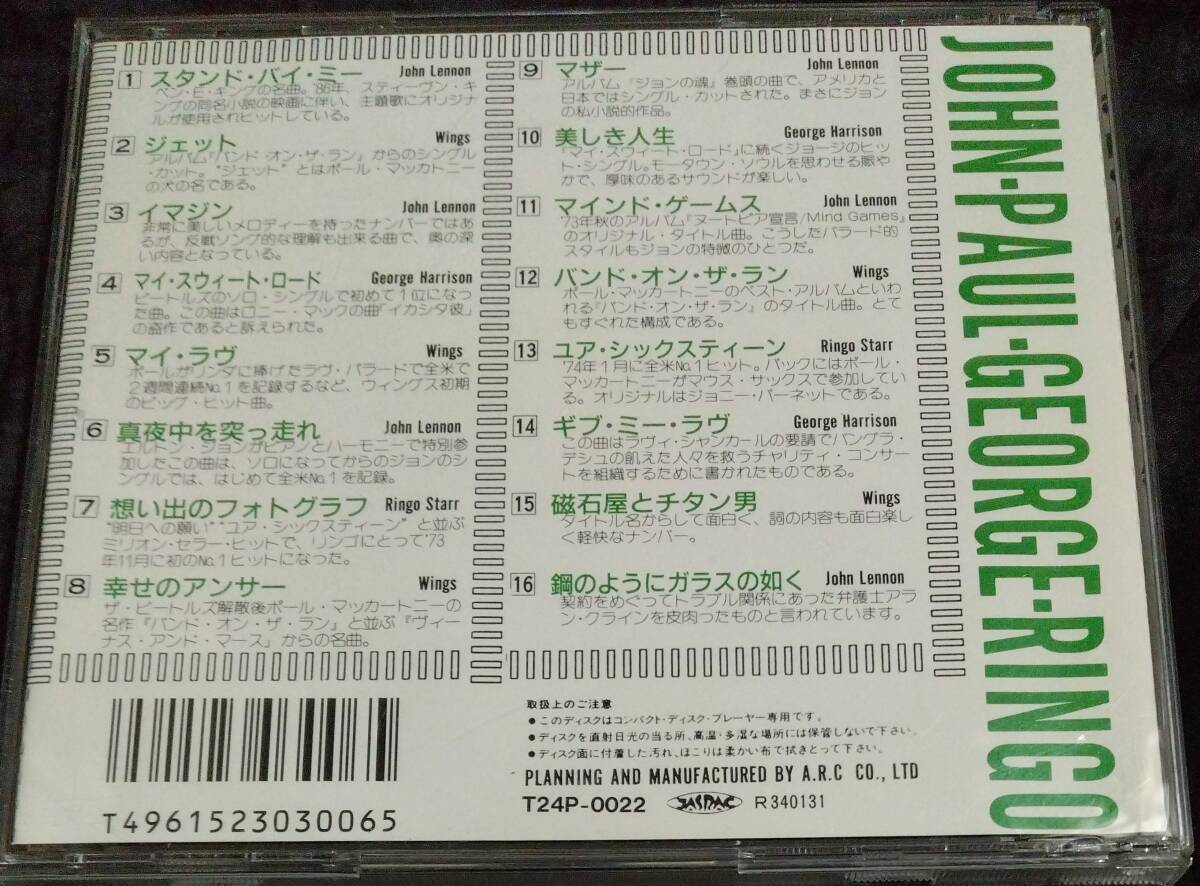 1 スタンド・バイ・ミー John Lennon
ベン・E・キングの名曲。'86年、スティーヴン・キ
ングの同名小説の映画に伴い、主題歌にオリジナ
ルが使用されヒットしている。
2 ジェット Wings
アルバム『バンド・オン・ザ・ラン』からのシングル
・カット。"ジェット"とはポール・マッカトニー
の犬の名である。
3 イマジン John Lennon
非常に美しいメロディーを持ったナンバーではあ
るが、反戦ソング的な理解も出来る曲で、奥の深
い内容となっている。
4 マイ・スウィート・ロード George Harrison
ビートルズのソロ・シングルで初めて1位になっ
た曲。この曲はロニー・マックの曲「イカシタ彼」
の盗作であると訴えられた。
5 マイ・ラヴ Wings
ポールがリンダに捧げたラヴ・バラードで全米で
2週間連続No.1を記録するなど、ウィングス初期
のビッグ・ヒット曲。
6 真夜中を突っ走れ John Lennon
エルトン・ジョンがピアノとハーモニーで特別参
加したこの曲は、ソロになってからのジョンのシ
ングルでは、はじめて全米No.1を記録。
7 想い出のフォトグラフ Ringo Starr
"明日への願い" "ユア・シックスティーン"と並ぶ
ミリオン・セラー・ヒットで、リンゴにとって'73
年11月に初のNo.1ヒットになった。
8 幸せのアンサー Wings
ザ・ビートルズ解散後ポール・マッカートニーの
名作『バンド・オン・ザ・ラン』と並ぶ『ヴィー
ナス・アンド・マース』からの名曲。
9 マザー John Lennon
アルバム『ジョンの魂』巻頭の曲で、アメリカと
日本ではシングル・カットされた。まさにジョン
の私小説的作品。
10 美しき人生 George Harrison
「マイ・スウィート・ロード」に続くジョージのヒッ
ト・シングル。モータウン・ソウルを思わせる賑や
かで、厚味のあるサウンドが楽しい。
11 マインド・ゲームス John Lennon
'73年秋のアルバム『ヌートピア宣言/Mind Games』
のオリジナル・タイトル曲。こうしたバラード的
スタイルもジョンの特徴のひとつだ。
12 バンド・オン・ザ・ラン Wings
ポール・マッカートニーのベスト・アルバムといわ
れる『バンド・オン・ザ・ラン』のタイトル曲。とて
もすぐれた構成である。
13 ユア・シックスティーン Ringo Starr
'74年1月に全米No.1ヒット。バックにはポール・
マッカートニーがマウス・サックスで参加してい
る。オリジナルはジョニー・バーネットである。
14 ギブ・ミー・ラヴ George Harrison
この曲はラヴィ・シャンカールの要請でバングラ・
デシュの飢えた人々を救うチャリティ・コンサート
を組織するために書かれたものである。
15 磁石屋とチタン男 Wings
タイトル名からして面白く、詞の内容も面白楽し
く軽快なナンバー。
16 鋼のようにガラスの如く John Lennon
契約をめぐってトラブル関係にあった弁護士アラ
ン・クラインを皮肉ったものと言われています。
JOHN・PAUL・GEORGE・RINGO
T4961523030065
取扱上のご注意
●このディスクはコンパクト・ディスク・プレーヤー専用です。
●ディスクを直射日光の当る所、高温・多湿な場所には保管しないで下さい。
●ディスク面に付着した汚れ、ほこりは柔かい布で拭きとって下さい。
PLANNING AND MANUFACTURED BY A.R.C CO., LTD
T24P-0022 JASRAC R340131